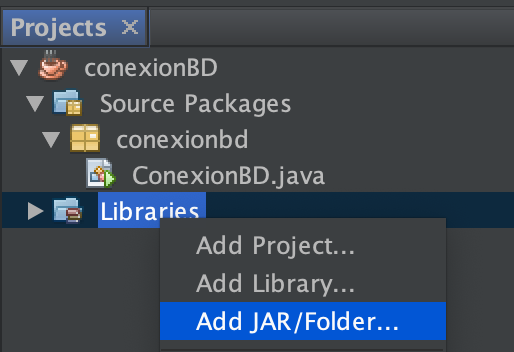 Projects
conexionBD
Source Packages
conexionbd
ConexionBD.java
Libraries
Add Project...
Add Library...
Add JAR/Folder...